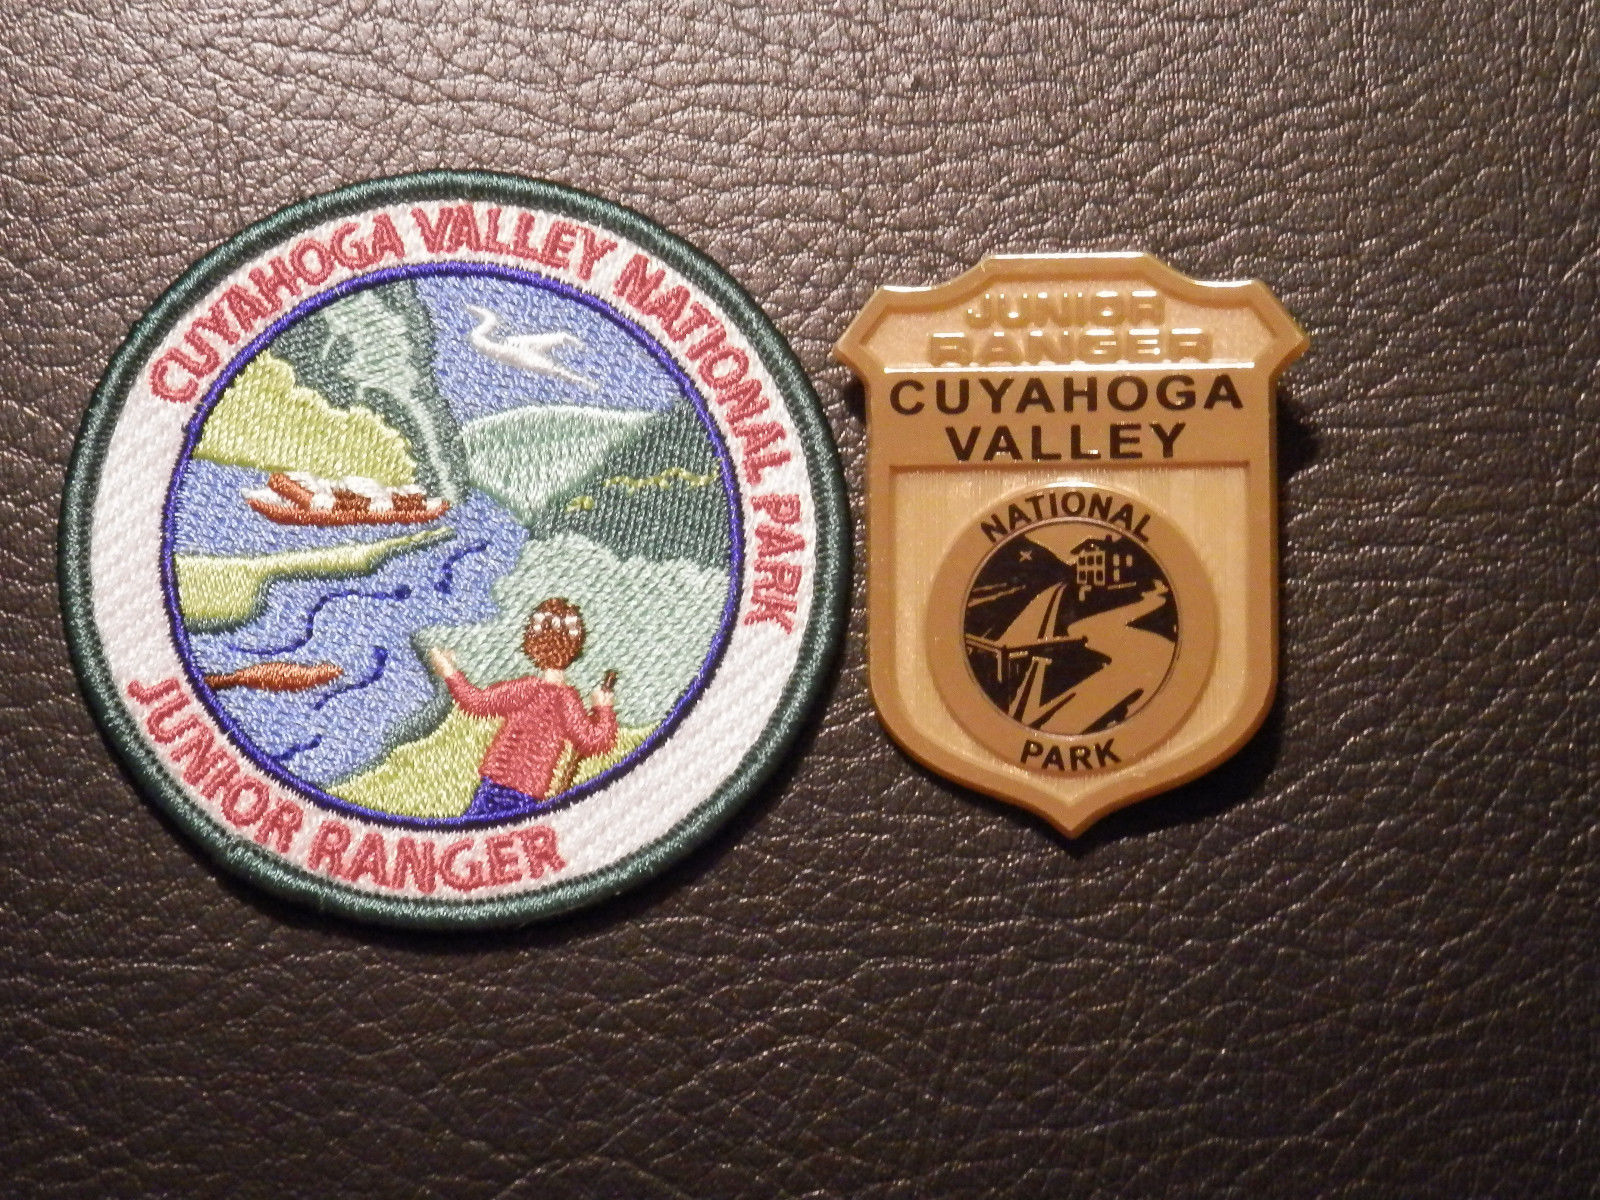 CUYAHOGA VALLEY NATIONAL PARK
JUNIOR RANGER
JUNIOR
RANGER
CUYAHOGA
VALLEY
NATIONAL
PARK